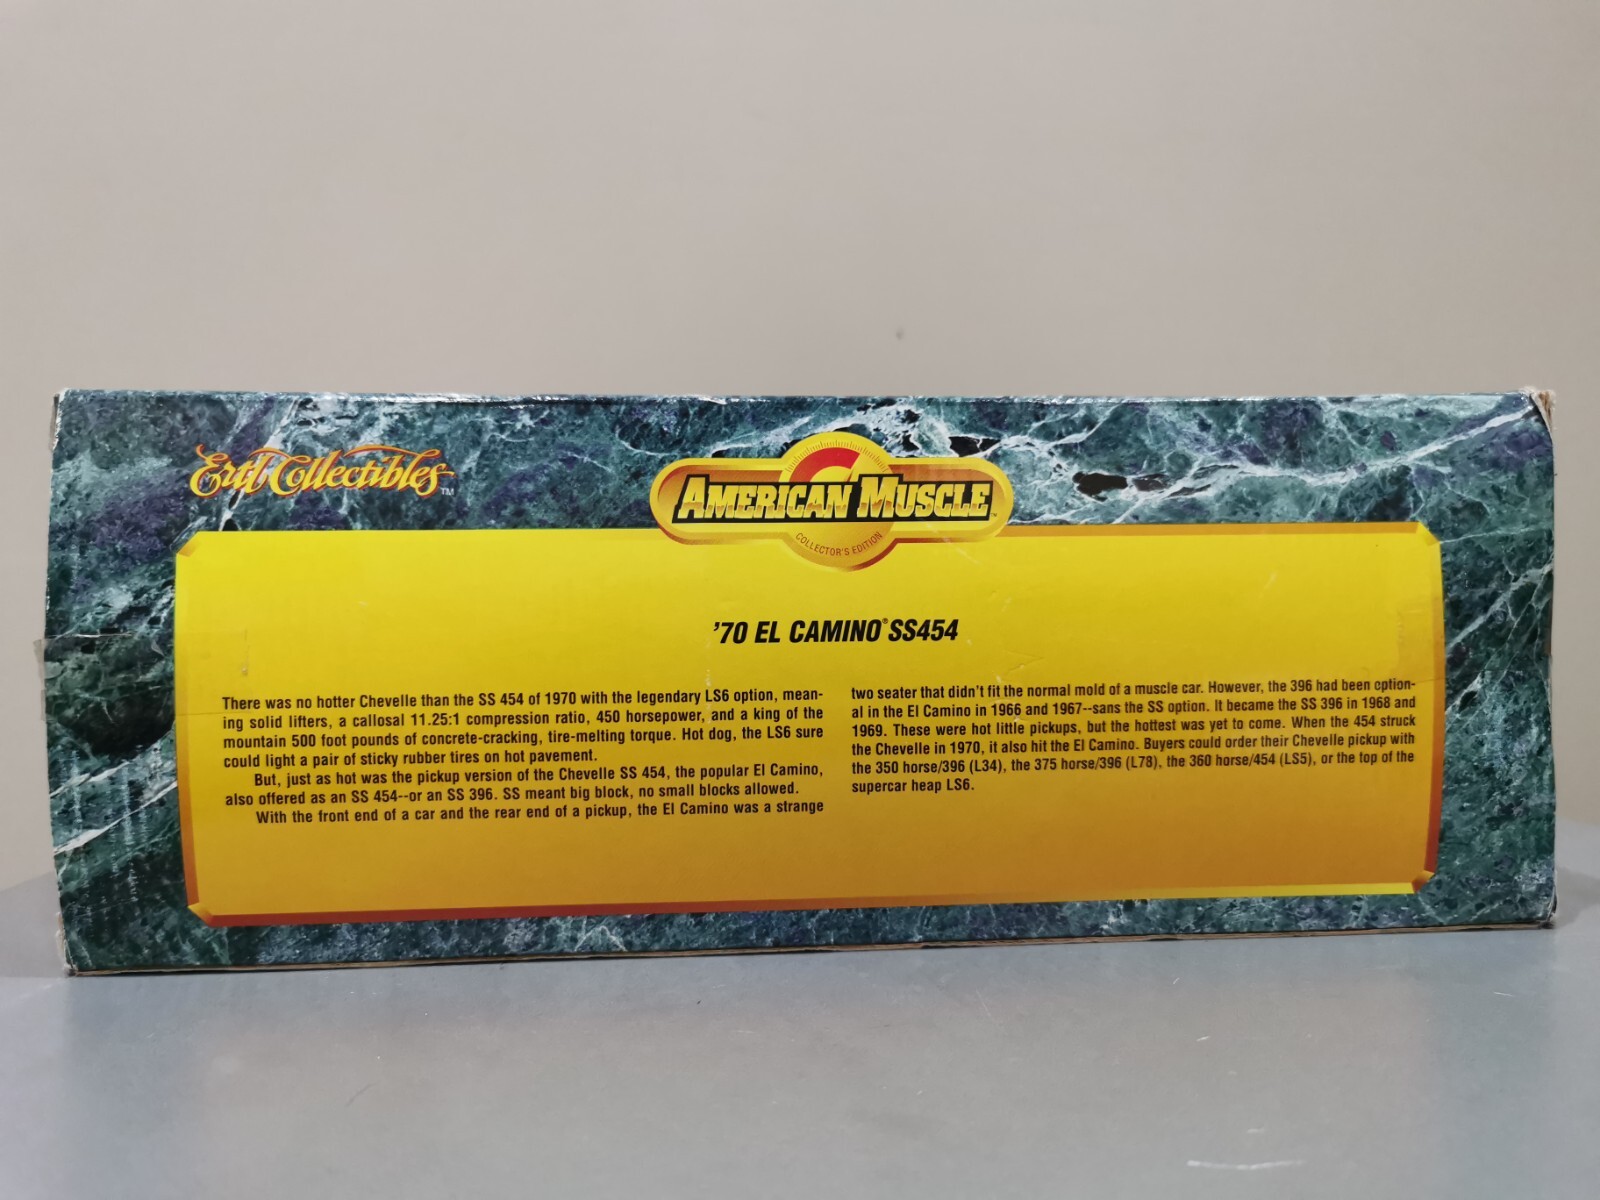 Ertl Collectibles™
AMERICAN MUSCLE™
COLLECTOR'S EDITION
'70 EL CAMINO® SS454
There was no hotter Chevelle than the SS 454 of 1970 with the legendary LS6 option, mean-
ing solid lifters, a callosal 11.25:1 compression ratio, 450 horsepower, and a king of the
mountain 500 foot pounds of concrete-cracking, tire-melting torque. Hot dog, the LS6 sure
could light a pair of sticky rubber tires on hot pavement.
But, just as hot was the pickup version of the Chevelle SS 454, the popular El Camino,
also offered as an SS 454--or an SS 396. SS meant big block, no small blocks allowed.
With the front end of a car and the rear end of a pickup, the El Camino was a strange
two seater that didn't fit the normal mold of a muscle car. However, the 396 had been option-
al in the El Camino in 1966 and 1967--sans the SS option. It became the SS 396 in 1968 and
1969. These were hot little pickups, but the hottest was yet to come. When the 454 struck
the Chevelle in 1970, it also hit the El Camino. Buyers could order their Chevelle pickup with
the 350 horse/396 (L34), the 375 horse/396 (L78), the 360 horse/454 (LS5), or the top of the
supercar heap LS6.